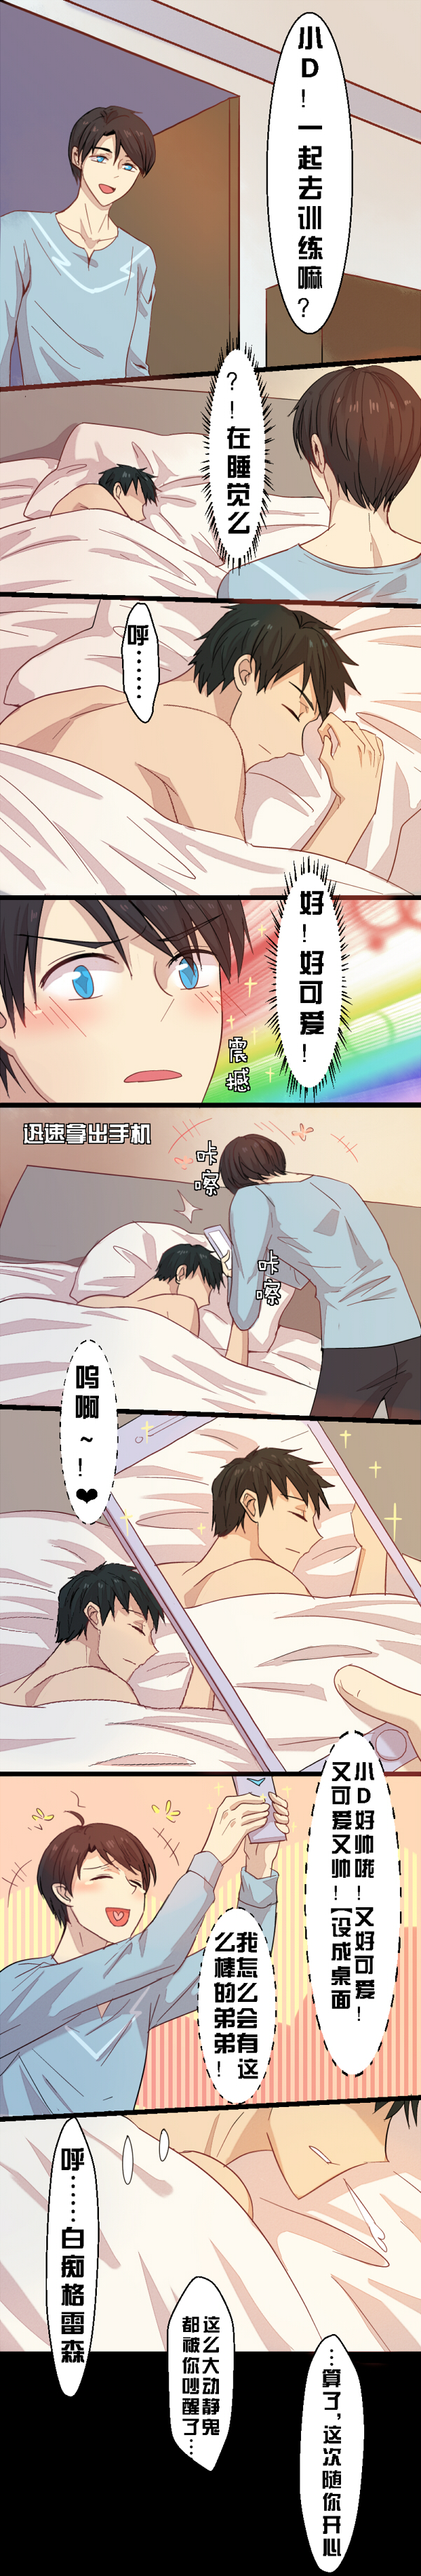 小D！一起去训练嘛？
？！在睡觉么
呼……
好！好可爱！
震撼
迅速拿出手机
咔嚓
咔嚓
呜啊~！❤
小D好帅哦！又好可爱！
又可爱又帅！【设成桌面
我怎么会有这
么棒的弟弟！
呼……白痴格雷森
这么大动静鬼
都被你吵醒了…
…算了，这次随你开心